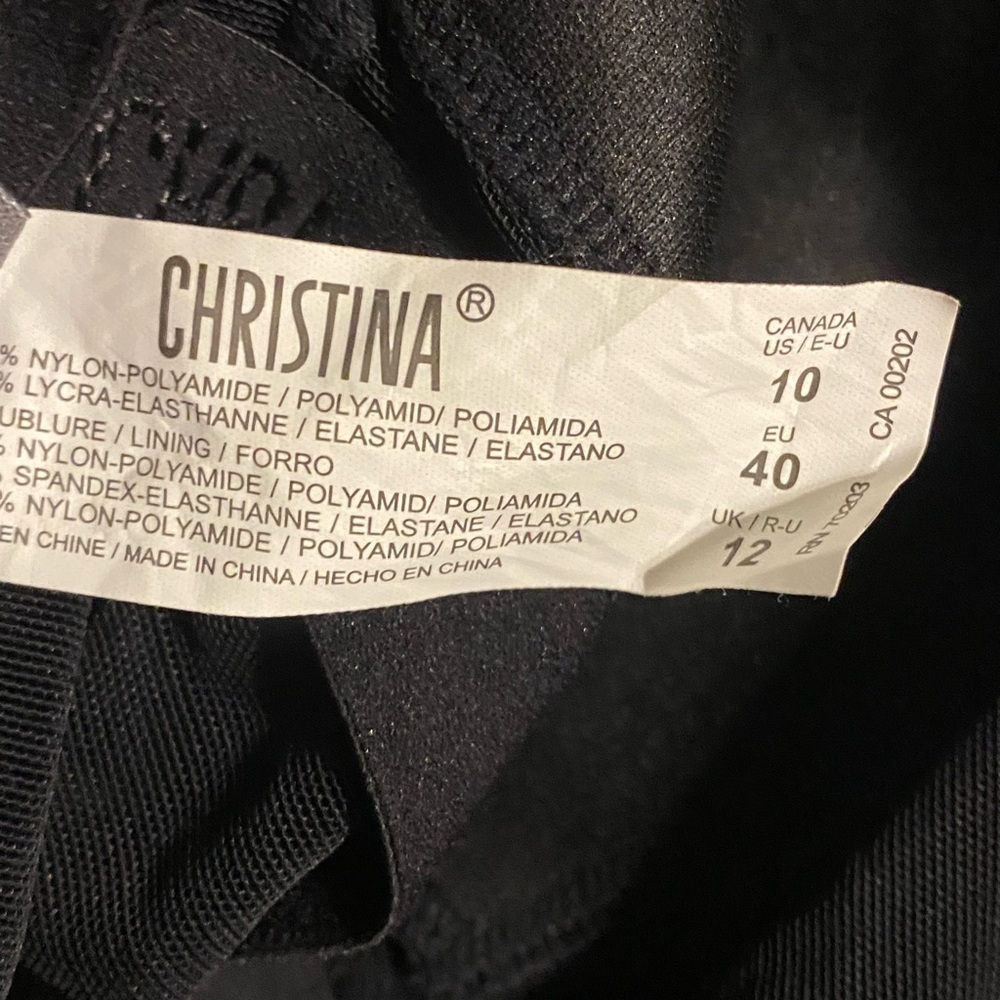 CHRISTINA®
% NYLON-POLYAMIDE / POLYAMID/ POLIAMIDA
% LYCRA-ELASTHANNE / ELASTANE / ELASTANO
UBLURE / LINING / FORRO
% NYLON-POLYAMIDE / POLYAMID/ POLIAMIDA
SPANDEX-ELASTHANNE / ELASTANE / ELASTANO
% NYLON-POLYAMIDE / POLYAMID/ POLIAMIDA
EN CHINE / MADE IN CHINA / HECHO EN CHINA
CANADA
US / E-U
10
EU
40
UK / R-U
12
CA 00202
RN 70203